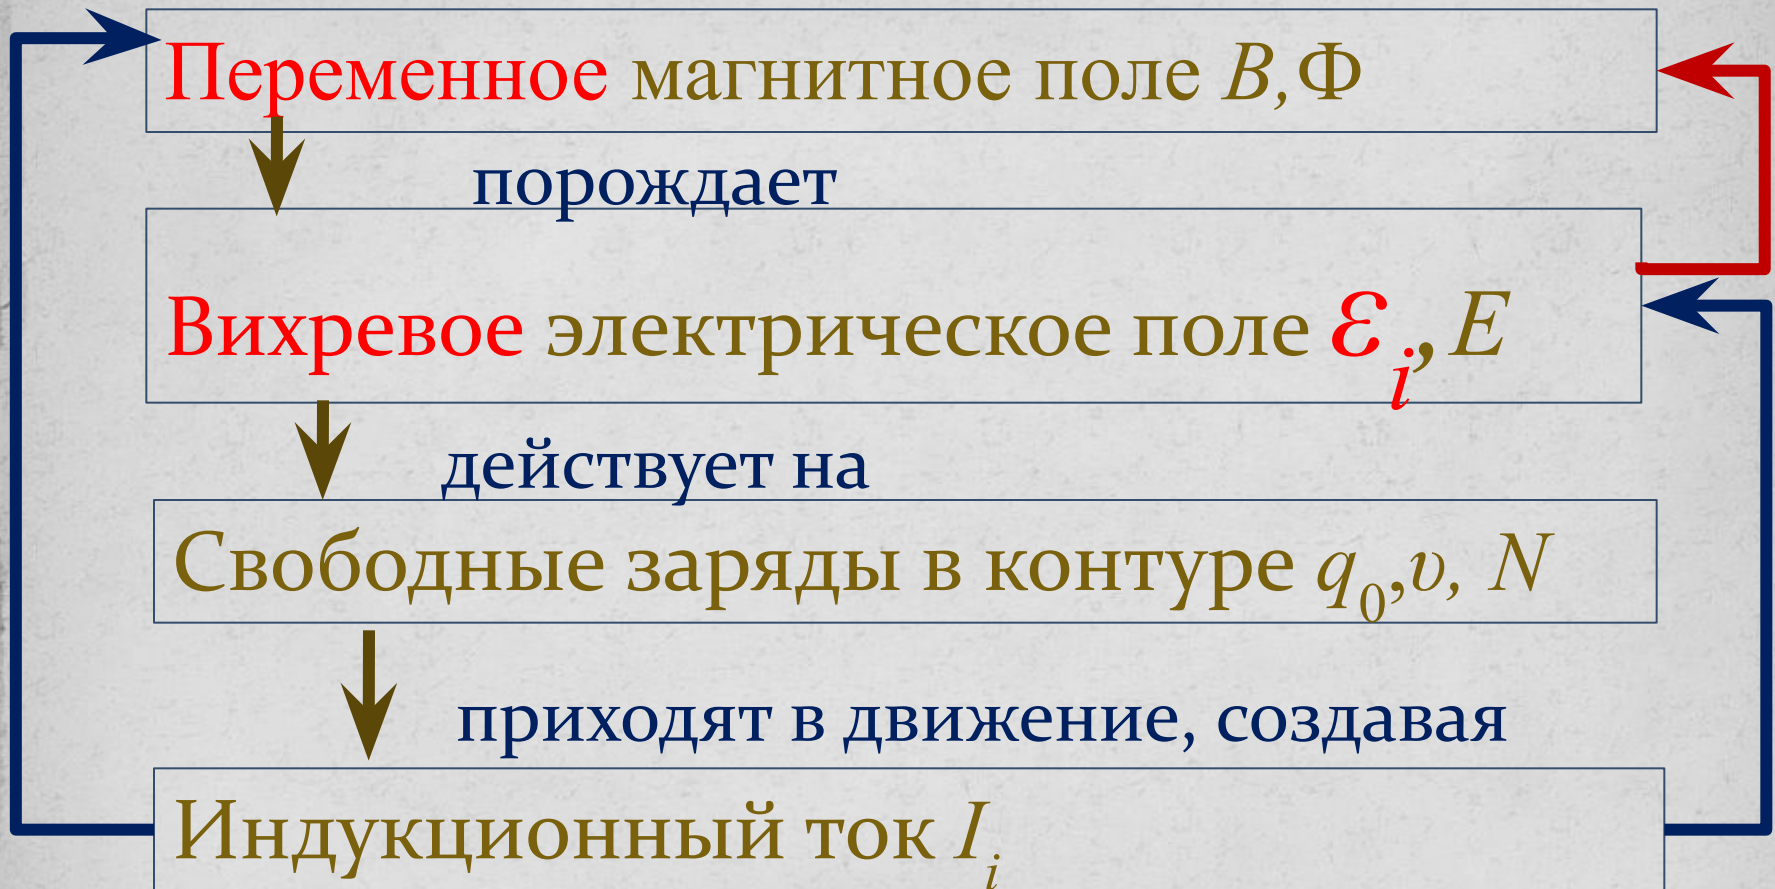 Переменное магнитное поле B,Ф
порождает
Вихревое электрическое поле ℰi, E
действует на
Свободные заряды в контуре q0,υ, N
приходят в движение, создавая
Индукционный ток Ii